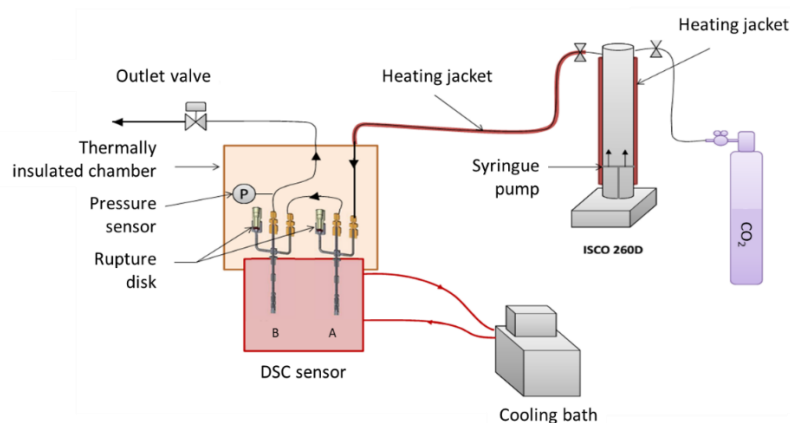 Heating jacket
Outlet valve
Heating jacket
Thermally
insulated chamber
Syringue
pump
P
Pressure
sensor
CO2
ISCO 260D
Rupture
disk
B
A
DSC sensor
Cooling bath